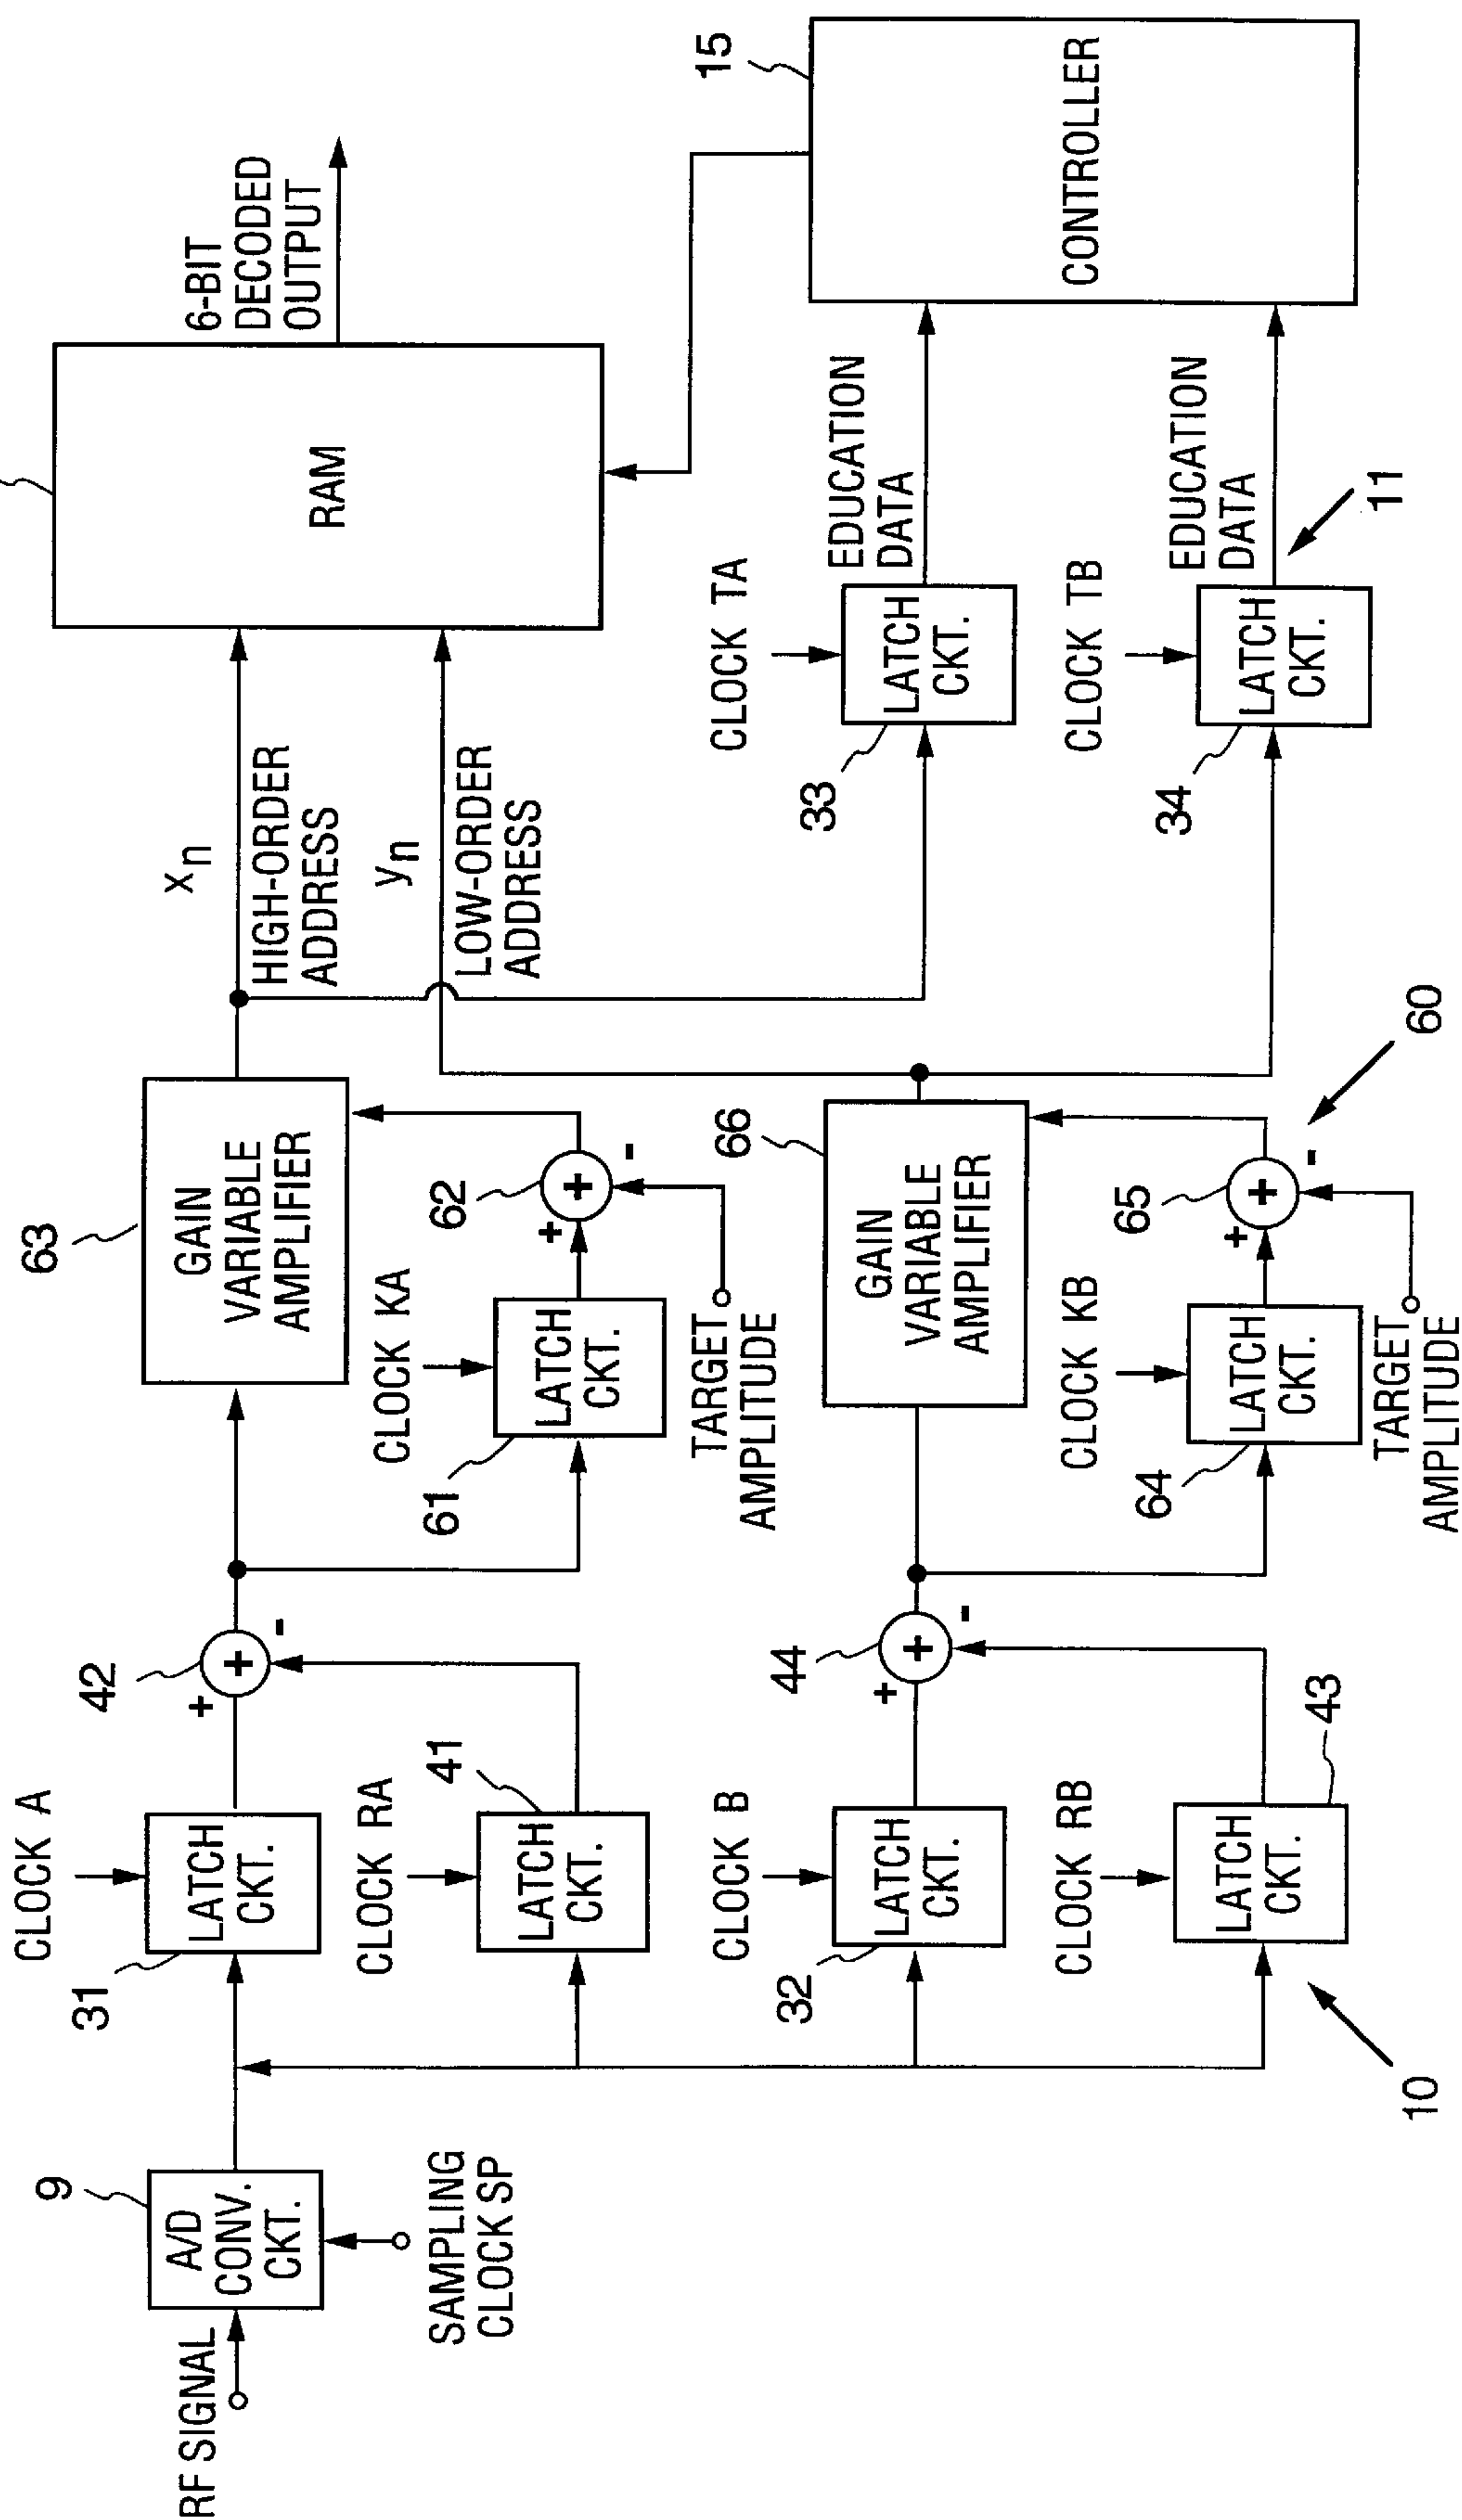 RF SIGNAL
9
A/D
CONV.
CKT.
SAMPLING
CLOCK SP
CLOCK A
31
LATCH
CKT.
42
+
+
-
CLOCK RA
41
LATCH
CKT.
CLOCK B
32
LATCH
CKT.
44
+
+
-
CLOCK RB
43
LATCH
CKT.
10
63
GAIN
VARIABLE
AMPLIFIER
CLOCK KA
61
LATCH
CKT.
62
+
+
-
TARGET
AMPLITUDE
66
GAIN
VARIABLE
AMPLIFIER
CLOCK KB
64
LATCH
CKT.
65
+
+
-
TARGET
AMPLITUDE
60
xn
HIGH-ORDER
ADDRESS
yn
LOW-ORDER
ADDRESS
RAM
6-BIT
DECODED
OUTPUT
CLOCK TA
33
LATCH
CKT.
EDUCATION
DATA
CLOCK TB
34
LATCH
CKT.
EDUCATION
DATA
11
15
CONTROLLER